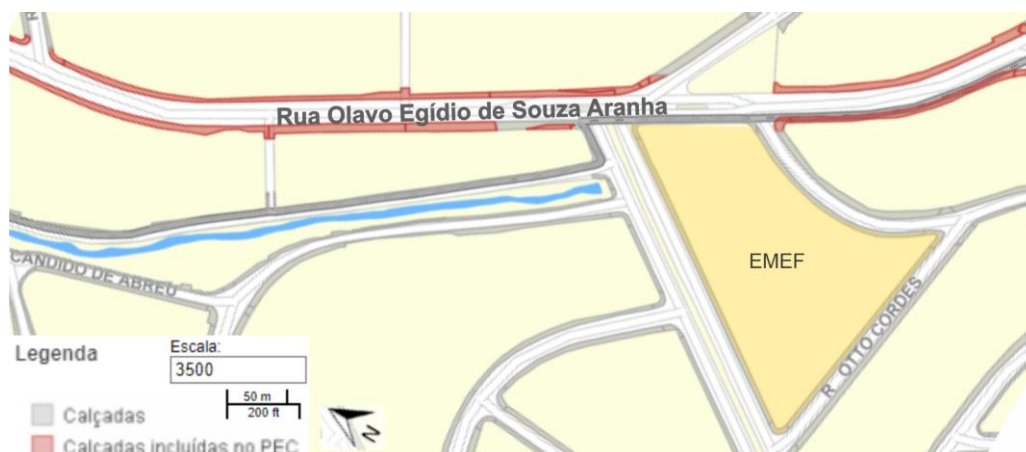 Rua Olavo Egídio de Souza Aranha
EMEF
CANDIDO DE ABREU
R OTTO CORDES
Legenda
Escala:
3500
50 m
200 ft
Calçadas
Calçadas incluídas no PEC
N